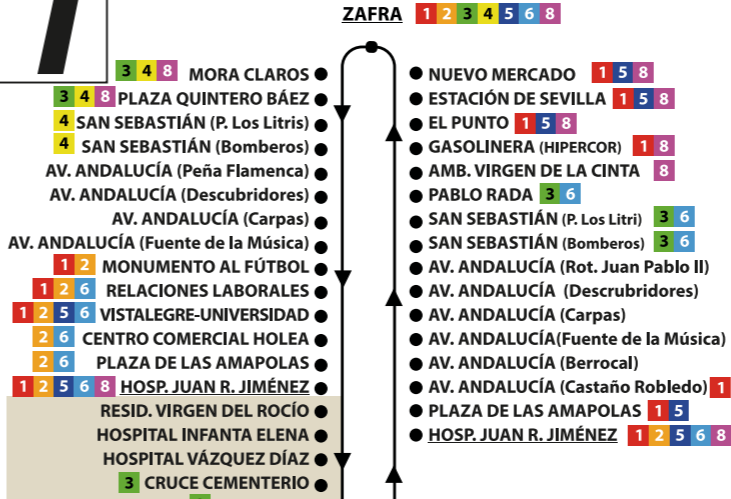 7
ZAFRA 1 2 3 4 5 6 8
3 4 8 MORA CLAROS
3 4 8 PLAZA QUINTERO BÁEZ
4 SAN SEBASTIÁN (P. Los Litris)
4 SAN SEBASTIÁN (Bomberos)
AV. ANDALUCÍA (Peña Flamenca)
AV. ANDALUCÍA (Descubridores)
AV. ANDALUCÍA (Carpas)
AV. ANDALUCÍA (Fuente de la Música)
1 2 MONUMENTO AL FÚTBOL
1 2 6 RELACIONES LABORALES
1 2 5 6 VISTALEGRE-UNIVERSIDAD
2 6 CENTRO COMERCIAL HOLEA
2 6 PLAZA DE LAS AMAPOLAS
1 2 5 6 8 HOSP. JUAN R. JIMÉNEZ
RESID. VIRGEN DEL ROCÍO
HOSPITAL INFANTA ELENA
HOSPITAL VÁZQUEZ DÍAZ
3 CRUCE CEMENTERIO
NUEVO MERCADO 1 5 8
ESTACIÓN DE SEVILLA 1 5 8
EL PUNTO 1 5 8
GASOLINERA (HIPERCOR) 1 8
AMB. VIRGEN DE LA CINTA 8
PABLO RADA 3 6
SAN SEBASTIÁN (P. Los Litri) 3 6
SAN SEBASTIÁN (Bomberos) 3 6
AV. ANDALUCÍA (Rot. Juan Pablo II)
AV. ANDALUCÍA (Descrubridores)
AV. ANDALUCÍA (Carpas)
AV. ANDALUCÍA(Fuente de la Música)
AV. ANDALUCÍA (Berrocal)
AV. ANDALUCÍA (Castaño Robledo) 1
PLAZA DE LAS AMAPOLAS 1 5
HOSP. JUAN R. JIMÉNEZ 1 2 5 6 8